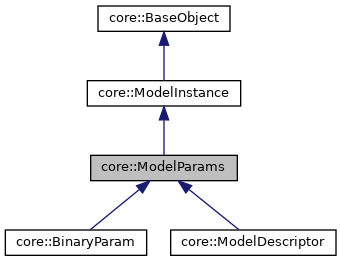 core::BaseObject
core::ModelInstance
core::ModelParams
core::BinaryParam
core::ModelDescriptor